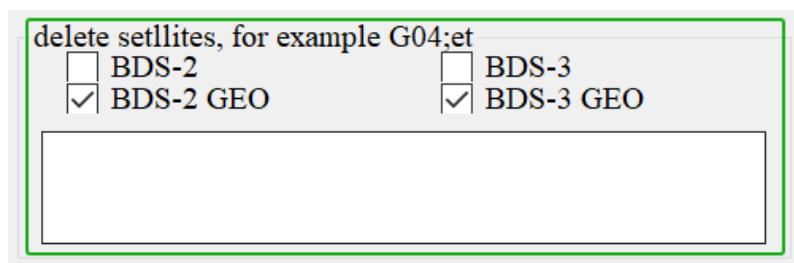 delete setllites, for example G04;et
BDS-2 BDS-3
BDS-2 GEO BDS-3 GEO